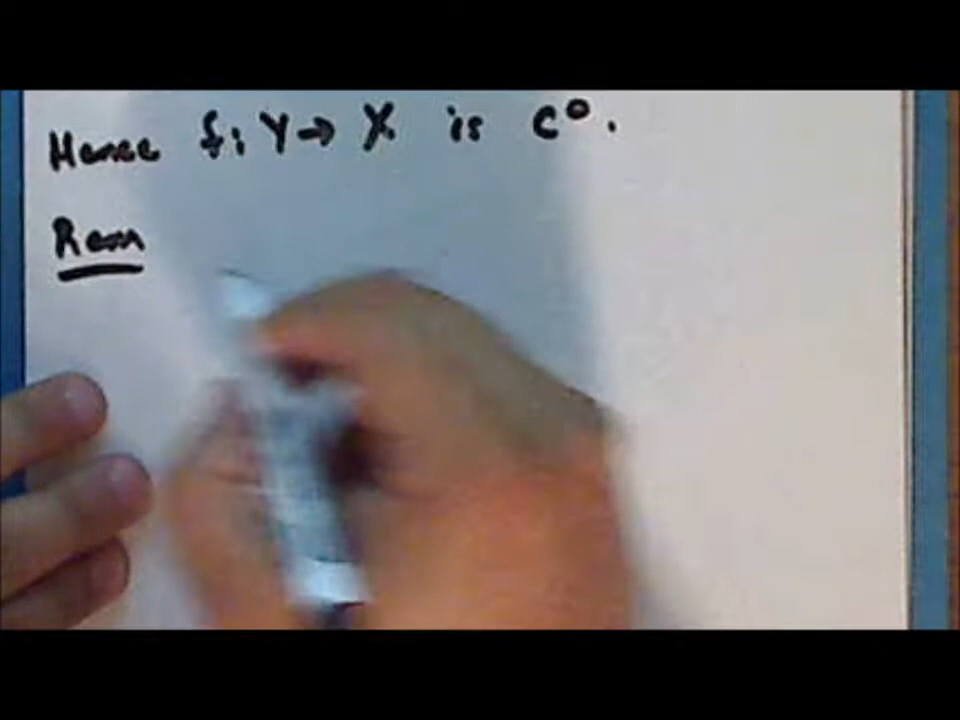 Hence f: Y → X is C⁰.
Rem